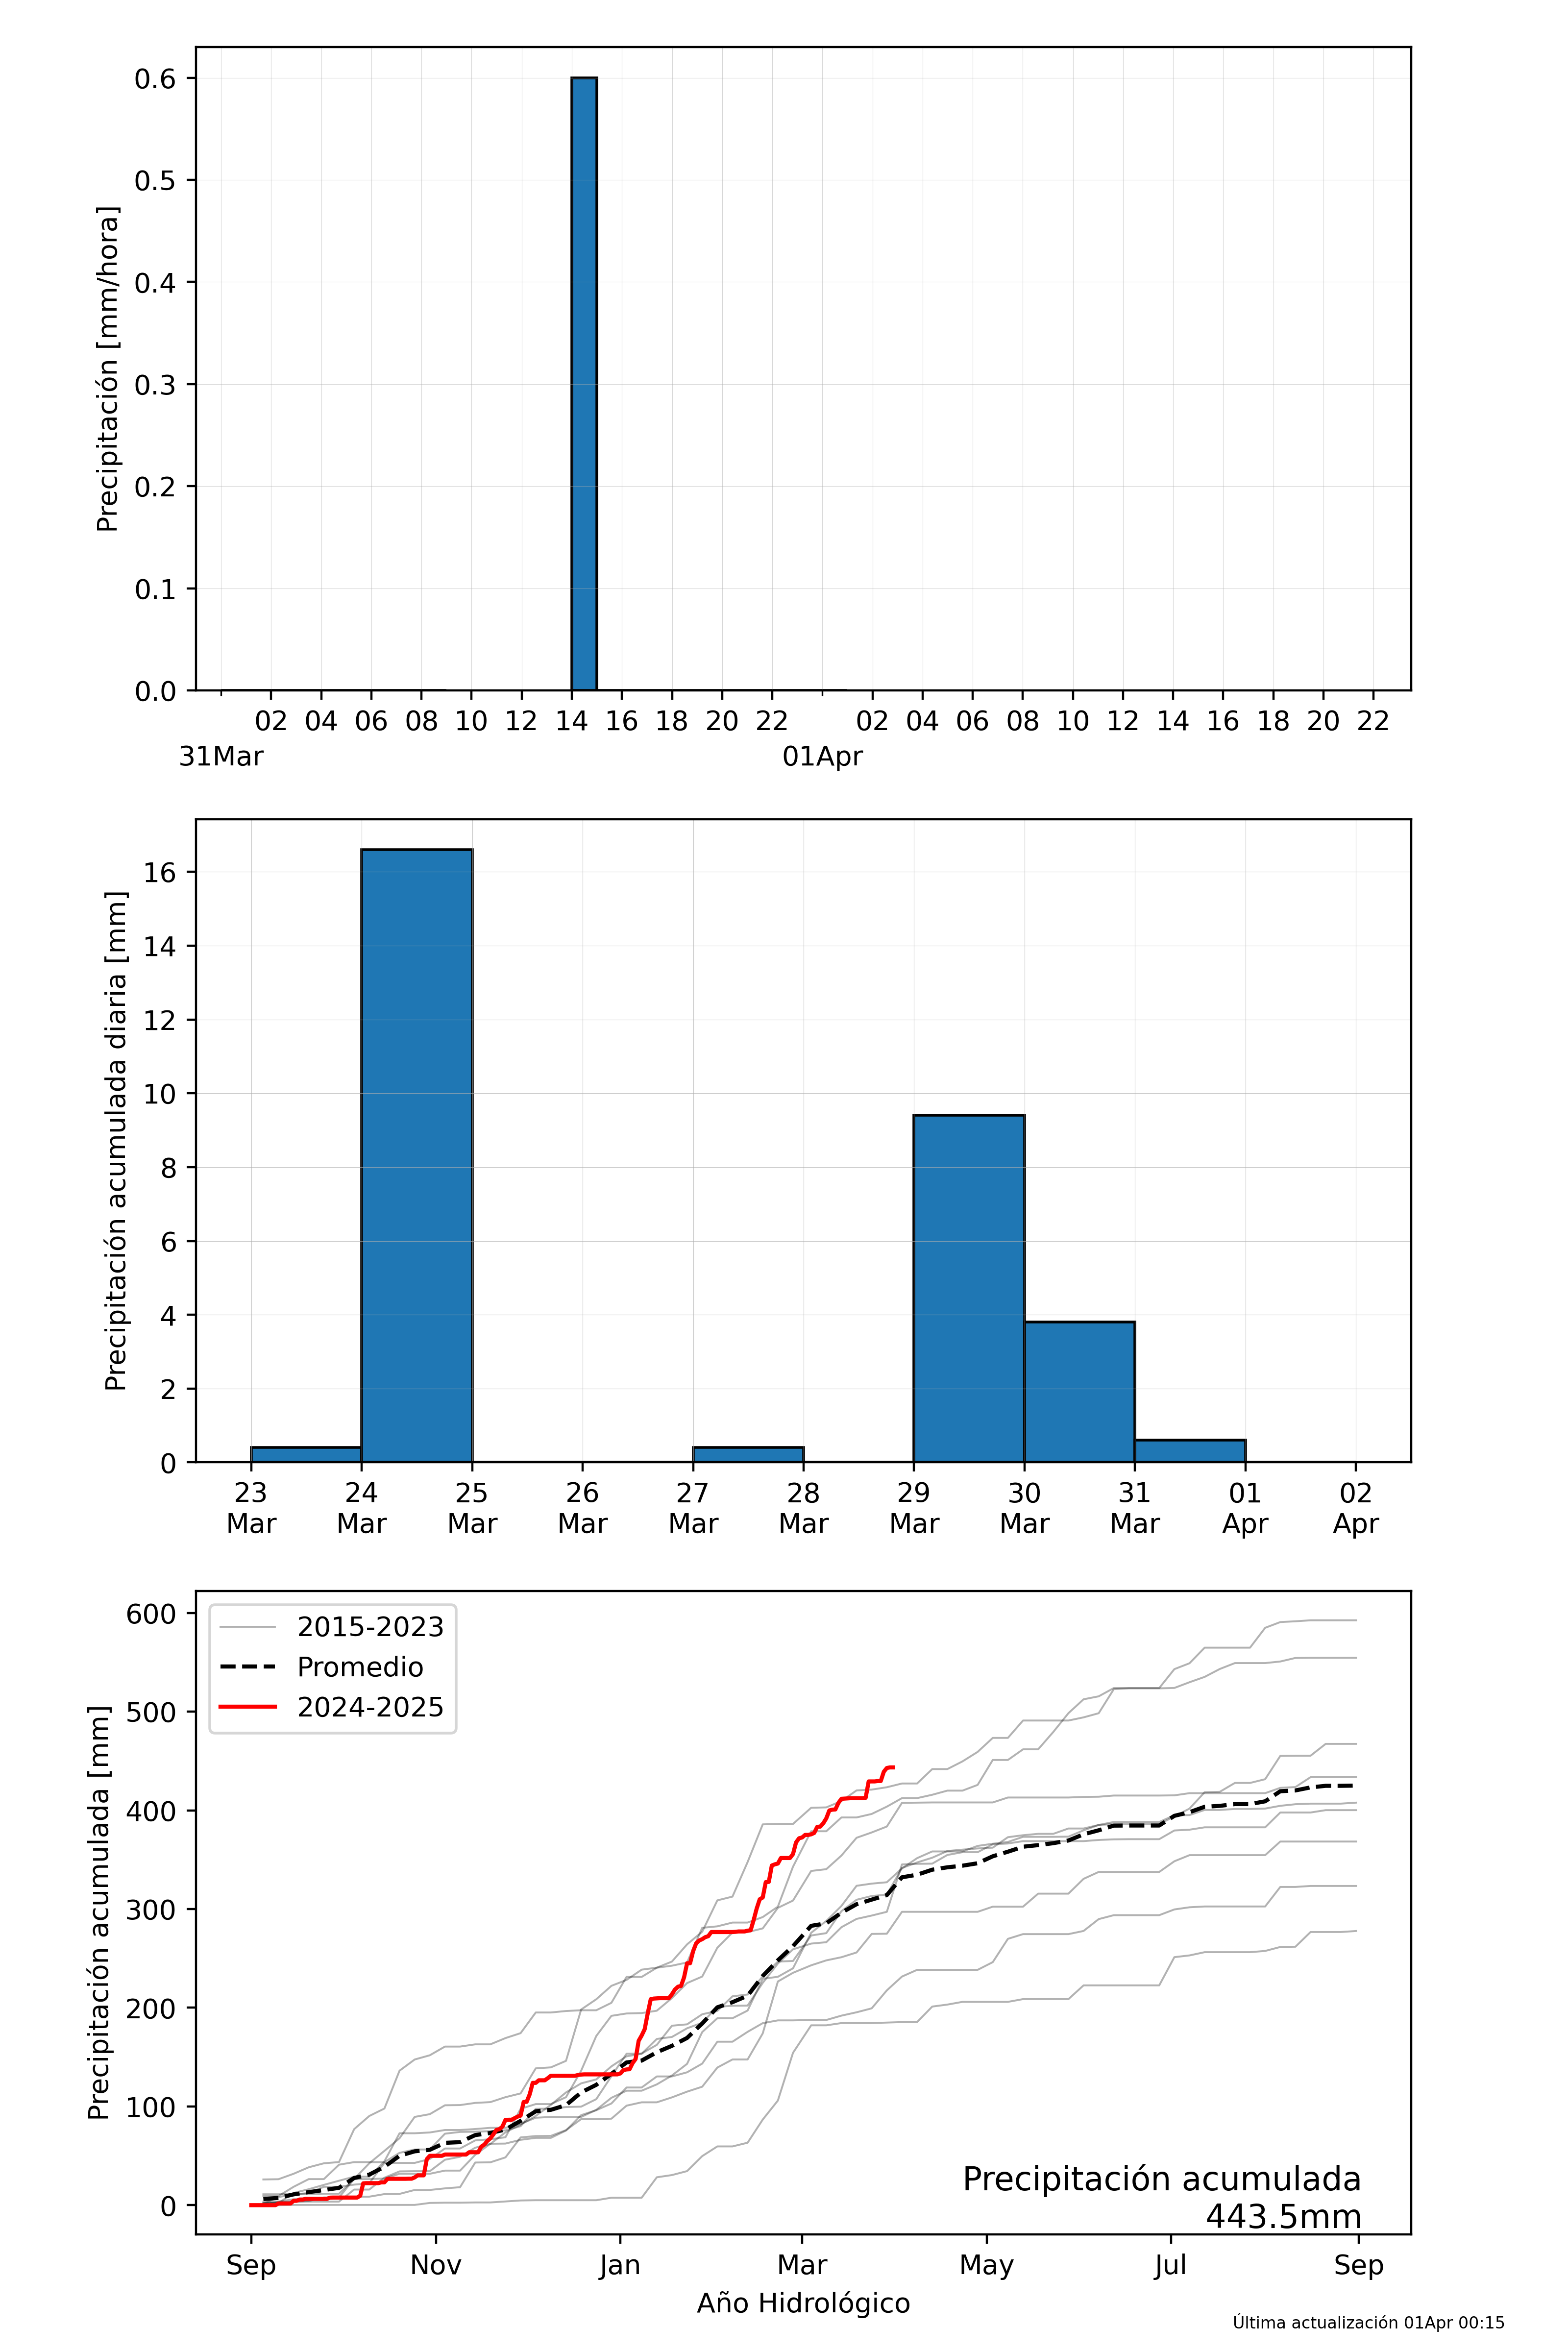 0.6
0.5
0.4
0.3
0.2
0.1
0.0
Precipitación [mm/hora]
02 04 06 08 10 12 14 16 18 20 22 02 04 06 08 10 12 14 16 18 20 22
31Mar 01Apr
16
14
12
10
8
6
4
2
0
Precipitación acumulada diaria [mm]
23 24 25 26 27 28 29 30 31 01 02
Mar Mar Mar Mar Mar Mar Mar Mar Mar Apr Apr
600
500
400
300
200
100
0
Precipitación acumulada [mm]
2015-2023
Promedio
2024-2025
Precipitación acumulada
443.5mm
Sep Nov Jan Mar May Jul Sep
Año Hidrológico
Última actualización 01Apr 00:15